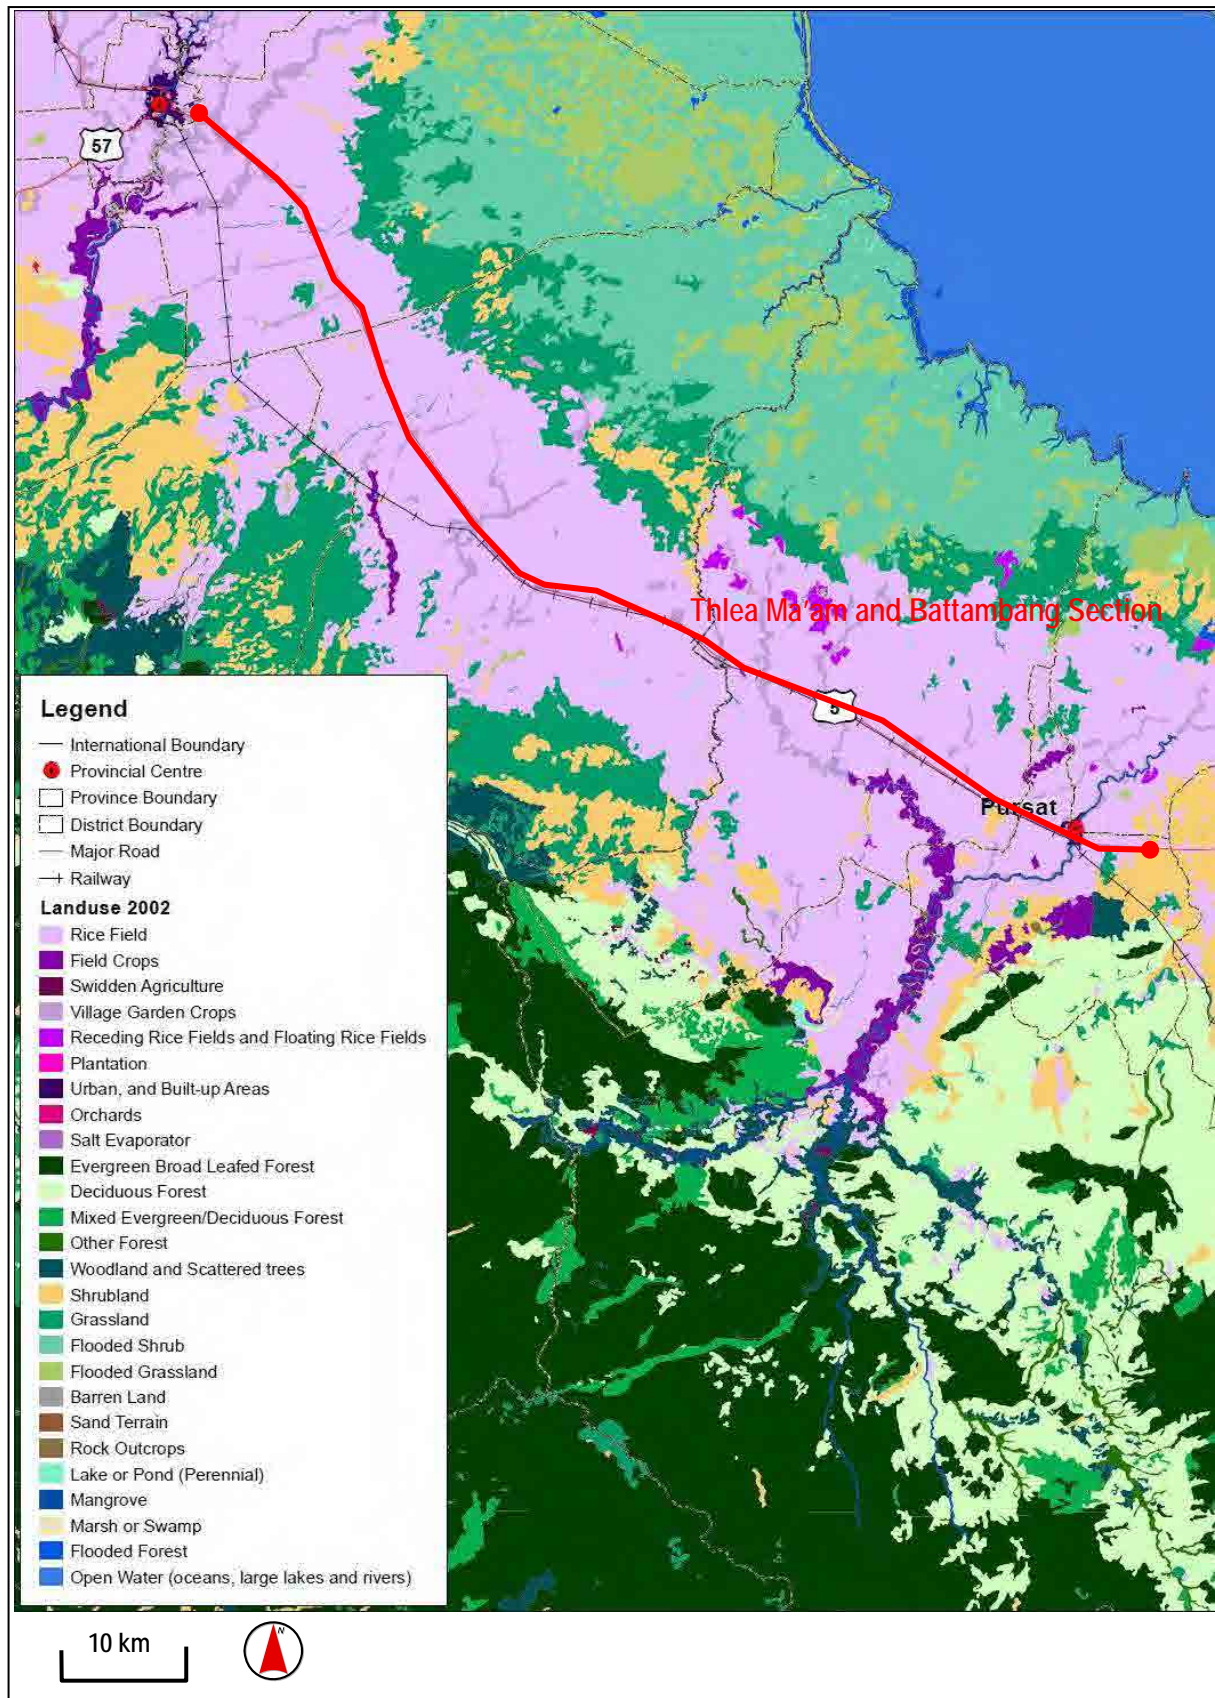 57
Thlea Ma'am and Battambang Section
5
Pursat
Legend
International Boundary
Provincial Centre
Province Boundary
District Boundary
Major Road
Railway
Landuse 2002
Rice Field
Field Crops
Swidden Agriculture
Village Garden Crops
Receding Rice Fields and Floating Rice Fields
Plantation
Urban, and Built-up Areas
Orchards
Salt Evaporator
Evergreen Broad Leafed Forest
Deciduous Forest
Mixed Evergreen/Deciduous Forest
Other Forest
Woodland and Scattered trees
Shrubland
Grassland
Flooded Shrub
Flooded Grassland
Barren Land
Sand Terrain
Rock Outcrops
Lake or Pond (Perennial)
Mangrove
Marsh or Swamp
Flooded Forest
Open Water (oceans, large lakes and rivers)
10 km
N